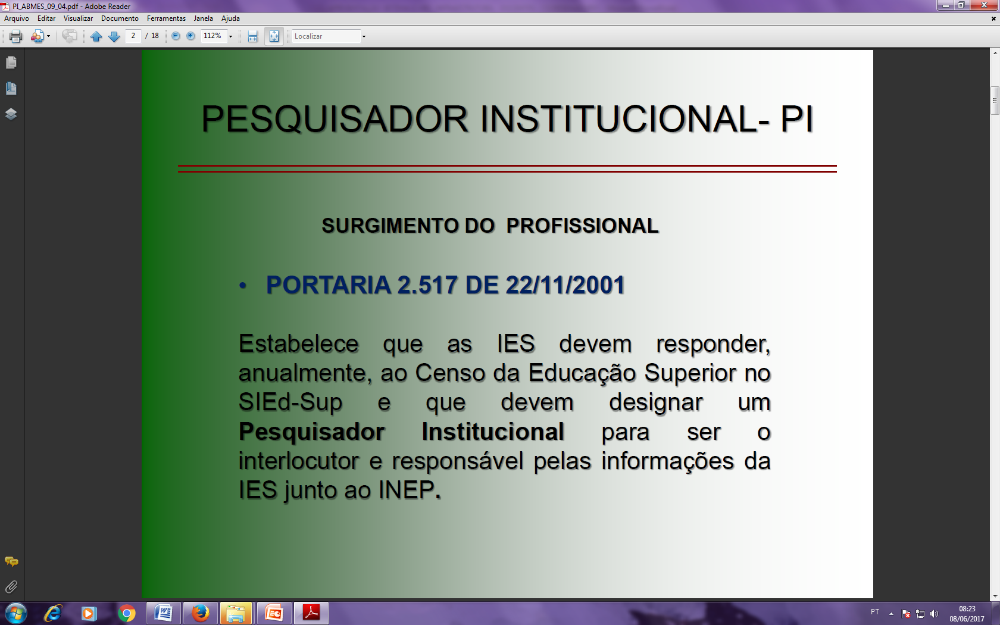 PI_ABMES_09_04.pdf - Adobe Reader
Arquivo Editar Visualizar Documento Ferramentas Janela Ajuda
2 / 18 112% Localizar
PESQUISADOR INSTITUCIONAL- PI
SURGIMENTO DO PROFISSIONAL
• PORTARIA 2.517 DE 22/11/2001
Estabelece que as IES devem responder,
anualmente, ao Censo da Educação Superior no
SIEd-Sup e que devem designar um
Pesquisador Institucional para ser o
interlocutor e responsável pelas informações da
IES junto ao INEP.
PT
08:23
08/06/2017